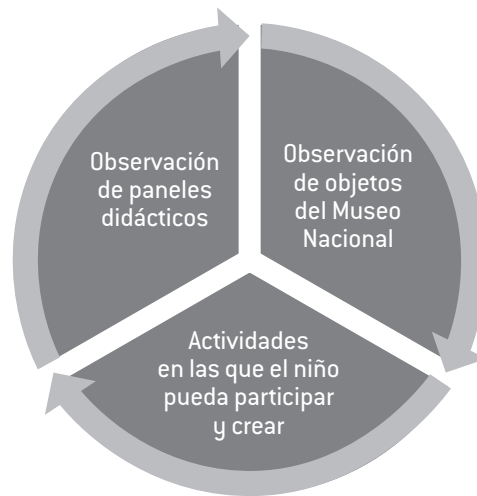 Observación
de paneles
didácticos
Observación
de objetos
del Museo
Nacional
Actividades
en las que el niño
pueda participar
y crear